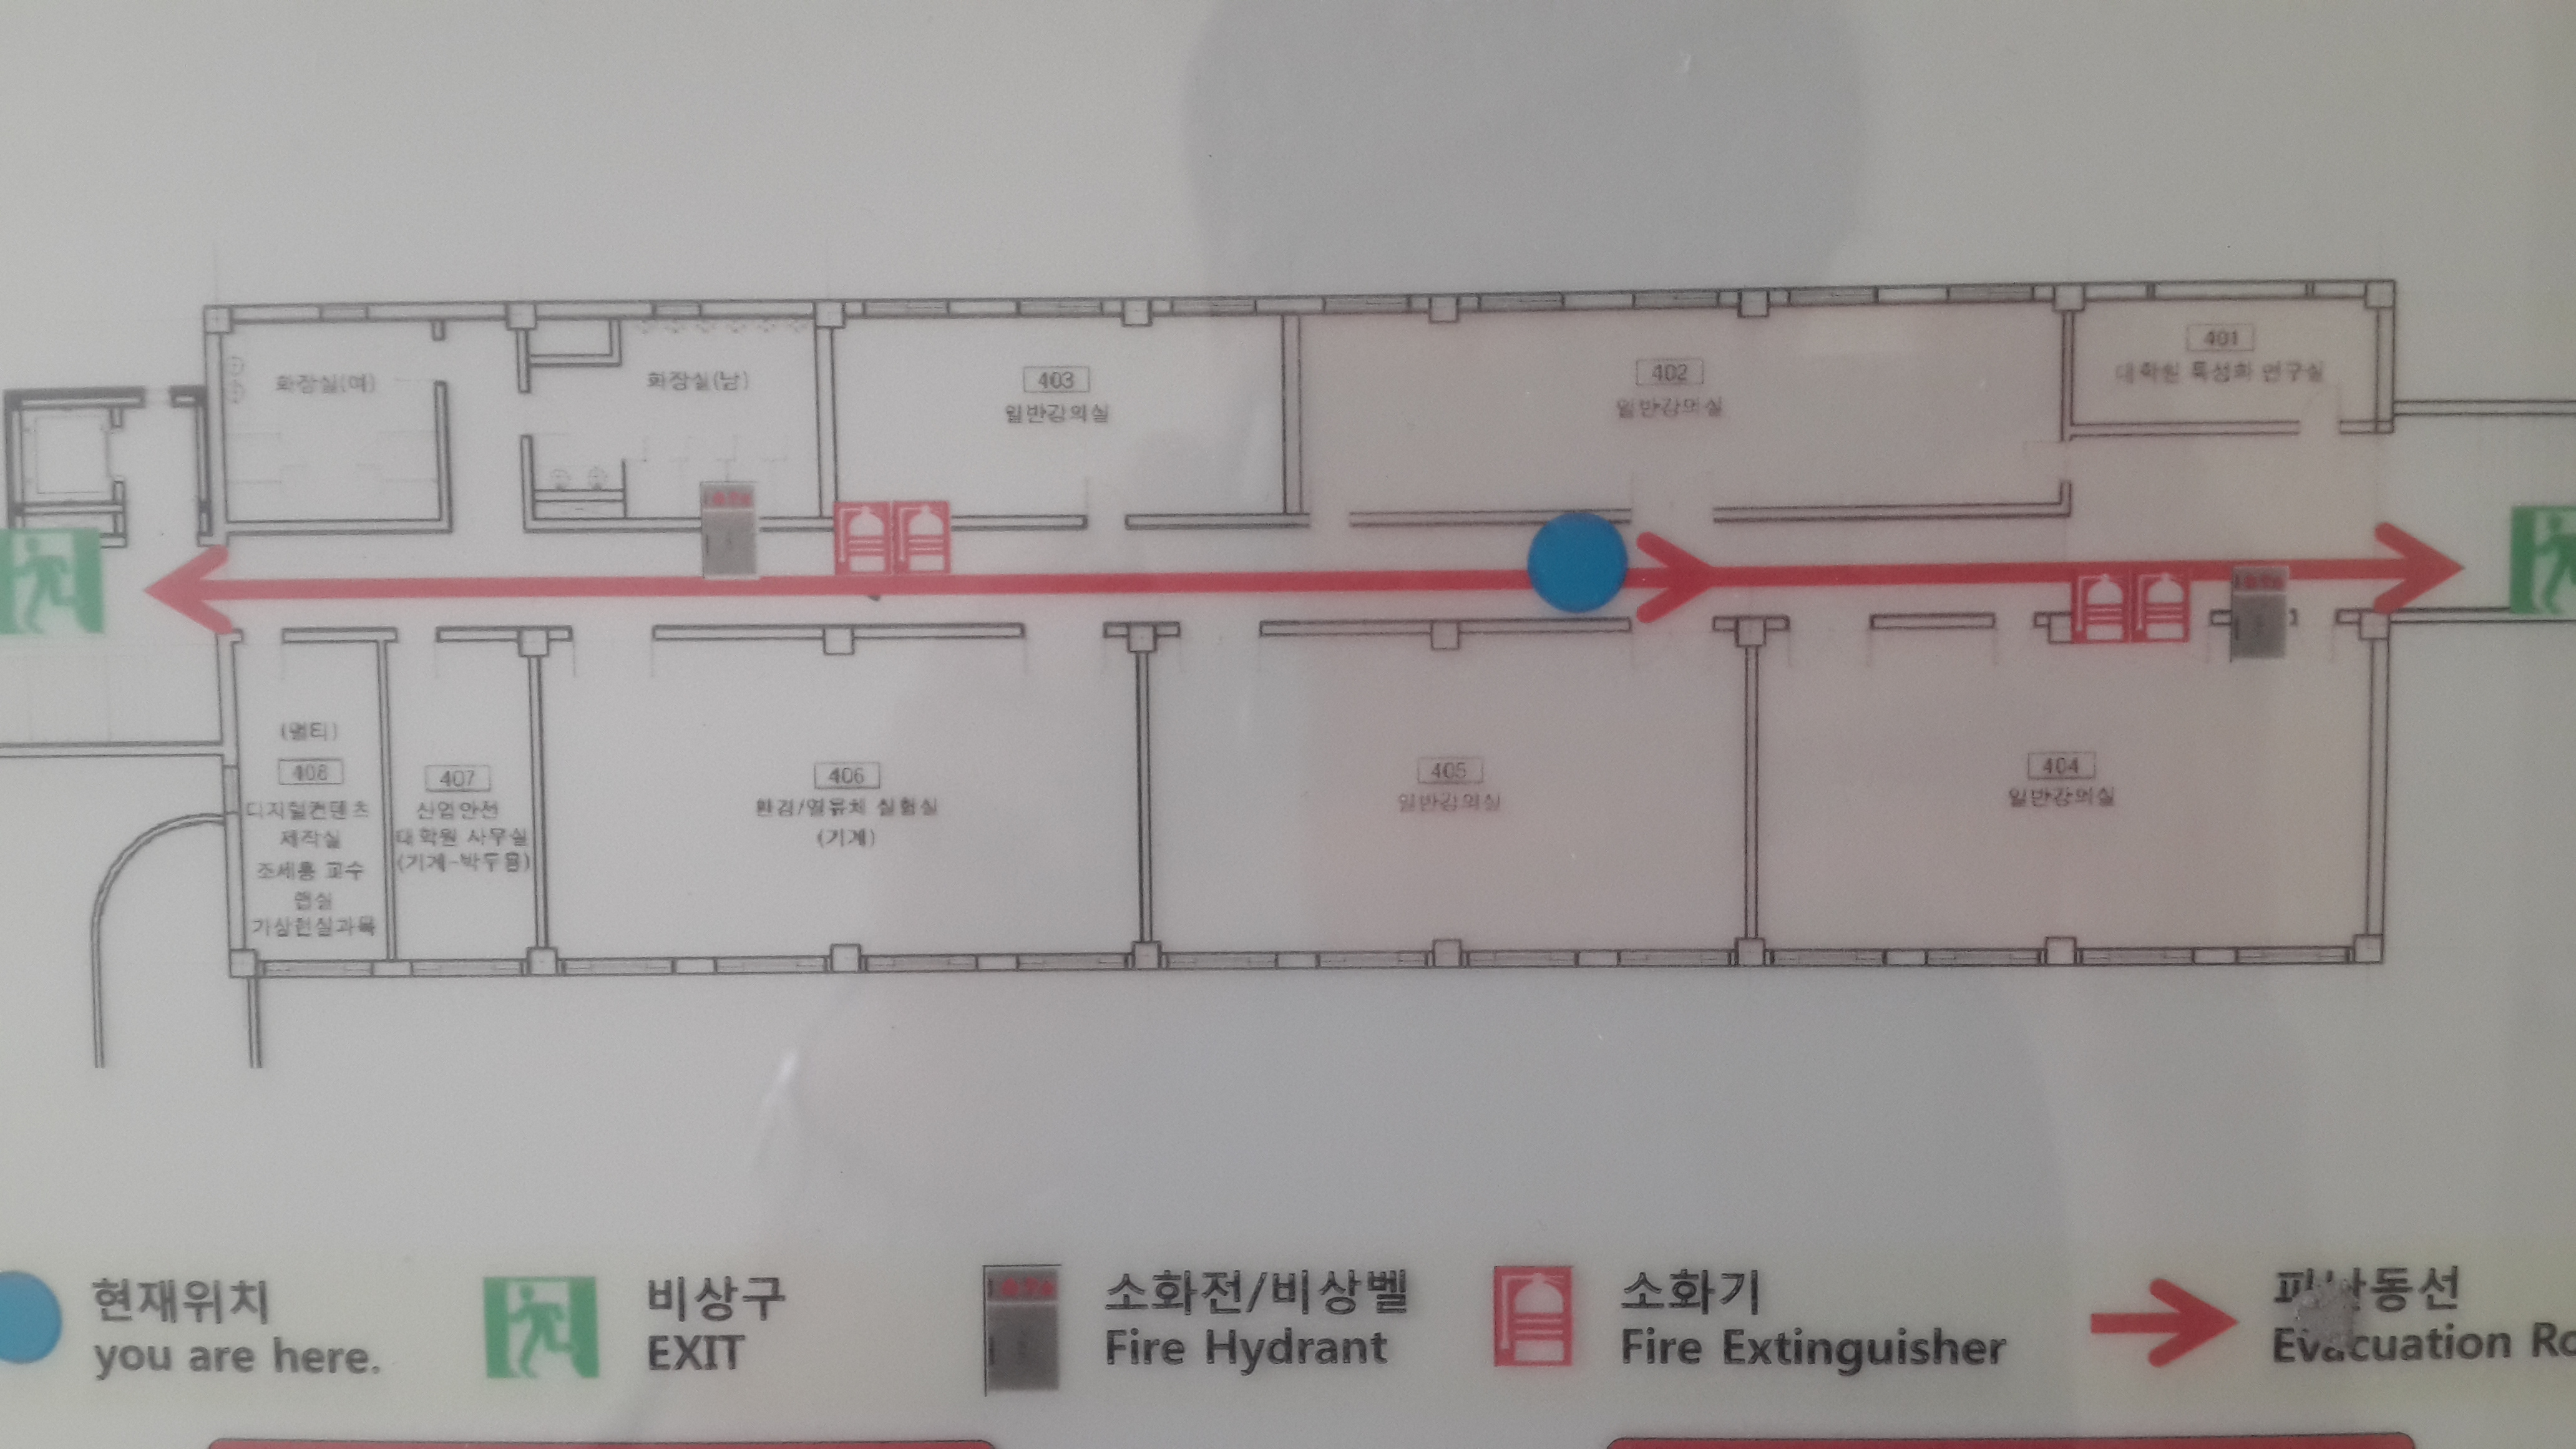 화장실(여)
화장실(남)
403
일반강의실
402
일반강의실
401
대학원 특성화 연구실
(멀티)
408
디지털컨텐츠
제작실
조세홍 교수
랩실
가상현실과목
407
산업안전
대학원 사무실
(기계-박두용)
406
환경/열유체 실험실
(기계)
405
일반강의실
404
일반강의실
현재위치
you are here.
비상구
EXIT
소화전/비상벨
Fire Hydrant
소화기
Fire Extinguisher
피난동선
Evacuation Ro